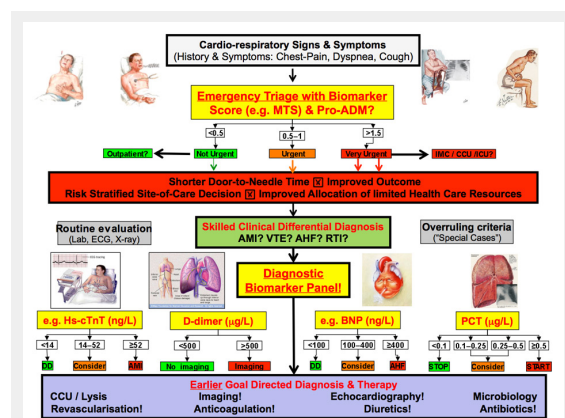 Cardio-respiratory Signs & Symptoms
(History & Symptoms: Chest-Pain, Dyspnea, Cough)
Emergency Triage with Biomarker
Score (e.g. MTS) & Pro-ADM?
<0.5
0.5–1
>1.5
Outpatient?
Not Urgent
Urgent
Very Urgent
IMC / CCU /ICU?
Shorter Door-to-Needle Time Improved Outcome
Risk Stratified Site-of-Care Decision Improved Allocation of limited Health Care Resources
Routine evaluation
(Lab, ECG, X-ray)
Skilled Clinical Differential Diagnosis
AMI? VTE? AHF? RTI?
Overruling criteria
("Special Cases")
Diagnostic
Biomarker Panel!
e.g. Hs-cTnT (ng/L)
D-dimer (µg/L)
e.g. BNP (ng/L)
PCT (µg/L)
<14
14–52
≥52
<500
>500
<100
100–400
≥400
<0.1
0.1–0.25
0.25–0.5
≥0.5
DD
Consider
AMI
No imaging
Imaging
DD
Consider
AHF
STOP
Consider
START
Earlier Goal Directed Diagnosis & Therapy
CCU / Lysis
Imaging!
Echocardiography!
Microbiology
Revascularisation!
Anticoagulation!
Diuretics!
Antibiotics!